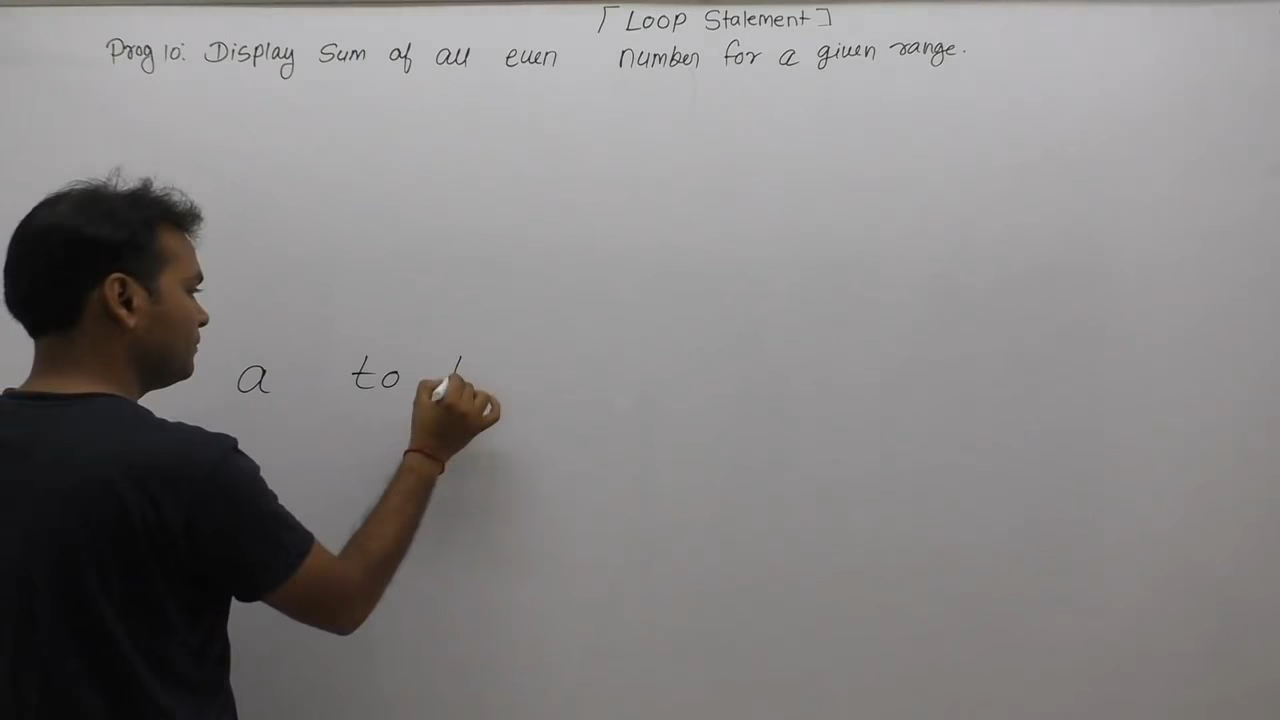 [Loop Statement]
Prog 10: Display Sum of all even number for a given range.
a to